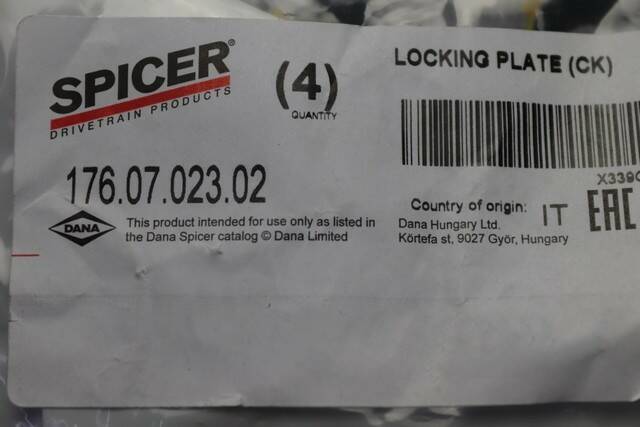 SPICER®
DRIVETRAIN PRODUCTS
(4)
QUANTITY
LOCKING PLATE (CK)
176.07.023.02
DANA
This product intended for use only as listed in
the Dana Spicer catalog © Dana Limited
X339
Country of origin: IT
EAC
Dana Hungary Ltd.
Körtefa st, 9027 Győr, Hungary